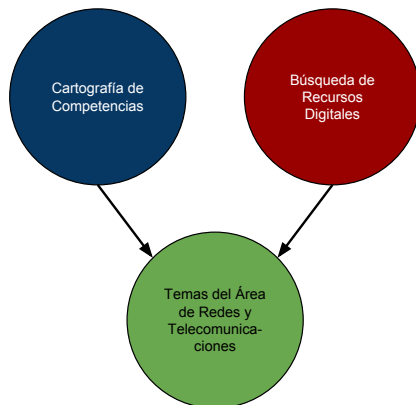 Cartografía de
Competencias
Búsqueda de
Recursos
Digitales
Temas del Área
de Redes y
Telecomunica-
ciones